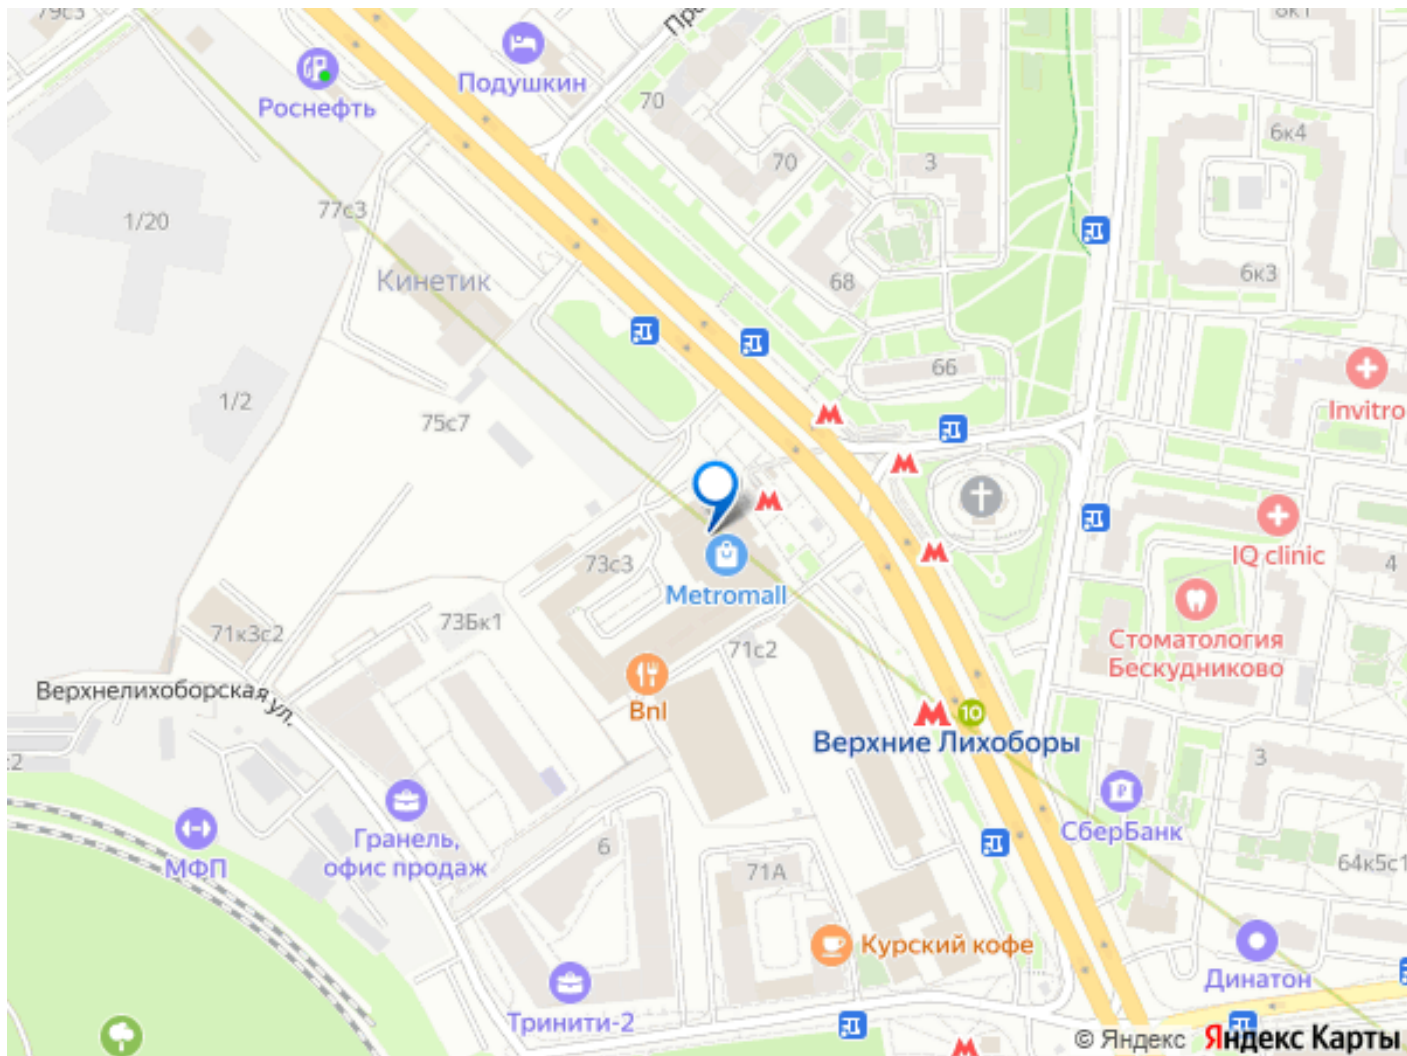 79с3
Подушкин
Роснефть
8к1
70
70
3
6к4
77с3
1/20
68
6к3
Кинетик
66
1/2
75с7
Invitro
IQ clinic
4
73с3
Metromall
73Бк1
71к3с2
71с2
Стоматология
Бескудниково
Верхнелихоборская ул.
Bnl
10
Верхние Лихоборы
3
СберБанк
Гранель,
офис продаж
МФП
6
71А
64к5с1
Курский кофе
Динатон
Тринити-2
© Яндекс Яндекс Карты